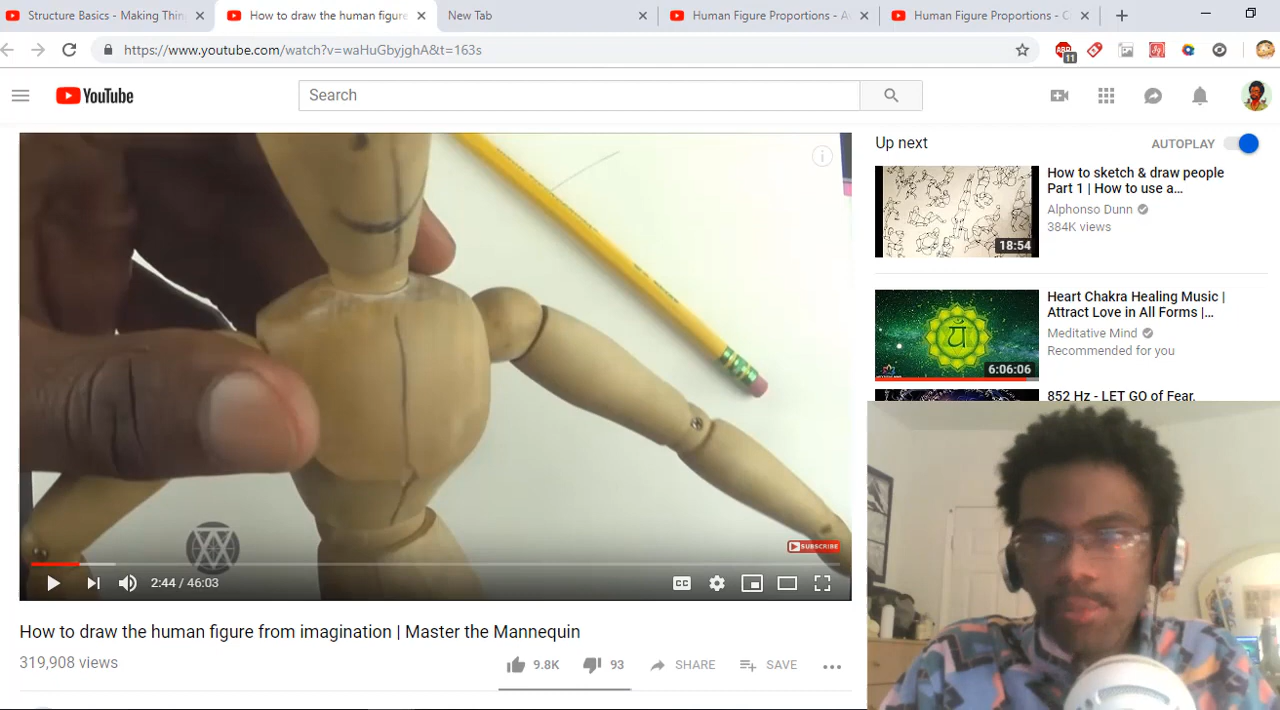 Structure Basics - Making Thin
How to draw the human figure
New Tab
Human Figure Proportions - A
Human Figure Proportions - C
https://www.youtube.com/watch?v=waHuGbyjghA&t=163s
ABP
11
YouTube
Search
Up next
AUTOPLAY
18:54
How to sketch & draw people
Part 1 | How to use a...
Alphonso Dunn
384K views
6:06:06
Heart Chakra Healing Music |
Attract Love in All Forms |...
Meditative Mind
Recommended for you
852 Hz - LET GO of Fear,
SUBSCRIBE
2:44 / 46:03
CC
How to draw the human figure from imagination | Master the Mannequin
319,908 views
9.8K
93
SHARE
SAVE